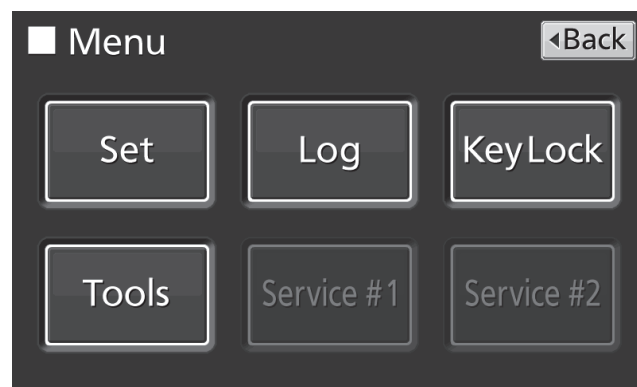 Menu
◂Back
Set
Log
KeyLock
Tools
Service #1
Service #2